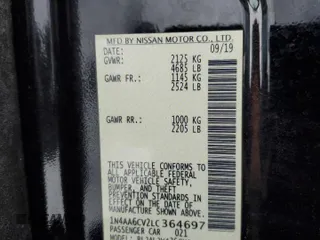 MFD BY NISSAN MOTOR CO., LTD.
DATE: 09/19
GVWR: 2125 KG
4685 LB
GAWR FR.: 1145 KG
2524 LB
GAWR RR.: 1000 KG
2205 LB
THIS VEHICLE CONFORMS TO
ALL APPLICABLE FEDERAL
MOTOR VEHICLE SAFETY,
BUMPER, AND THEFT
STANDARDS IN EFFECT
ON THE DATE OF
MANUFACTURE SHOWN ABOVE.
1N4AA6CV2LC364697
PASSENGER CAR 021